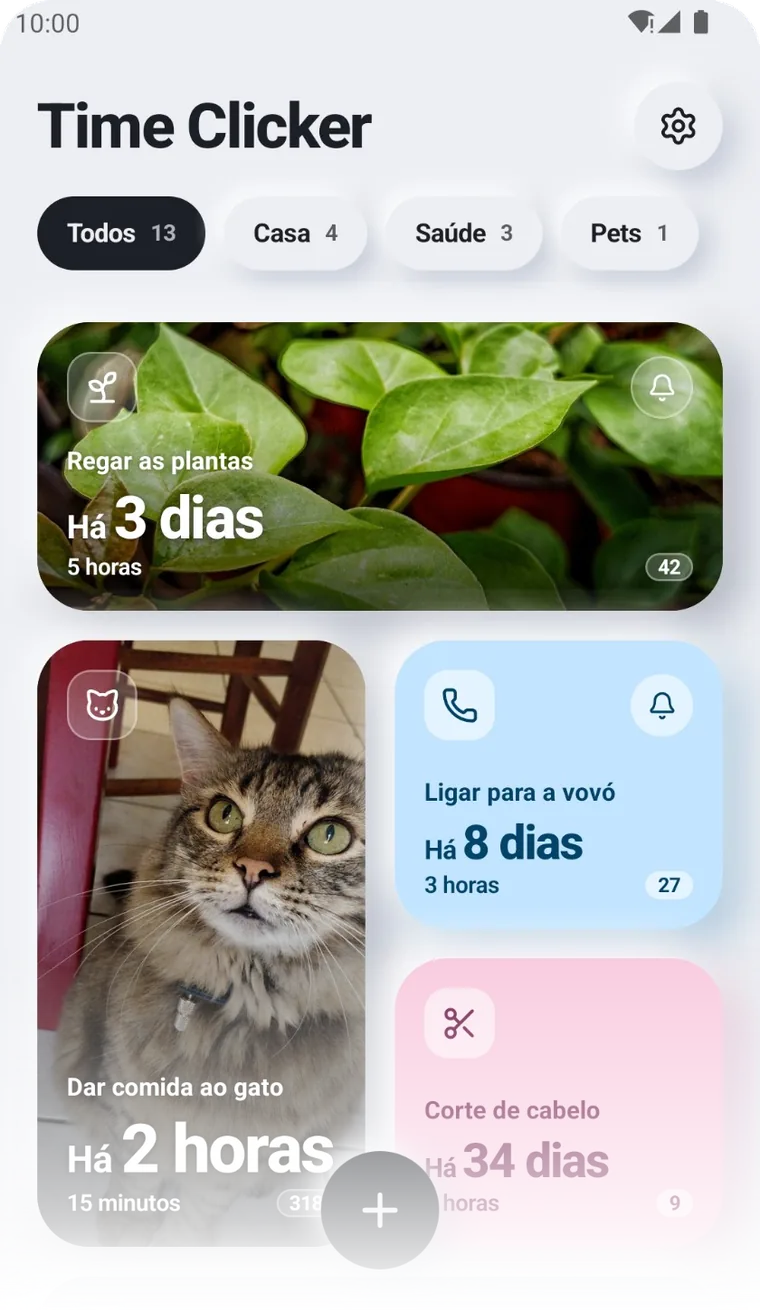 10:00
Time Clicker
Todos 13
Casa 4
Saúde 3
Pets 1
Regar as plantas
Há 3 dias
5 horas
42
Dar comida ao gato
Há 2 horas
15 minutos
318
Ligar para a vovó
Há 8 dias
3 horas
27
Corte de cabelo
Há 34 dias
horas
9